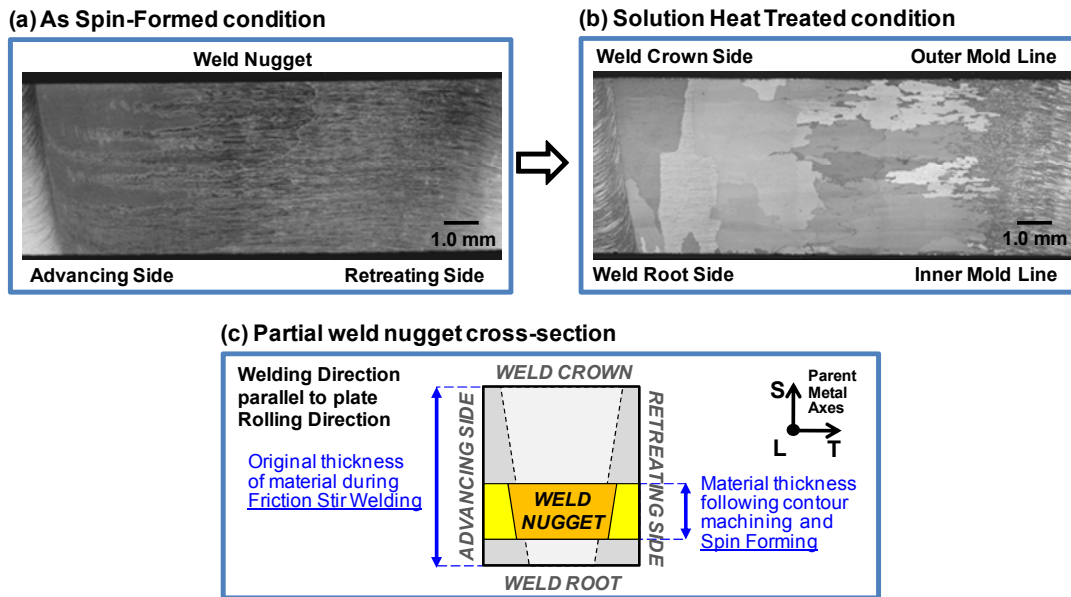 (a) As Spin-Formed condition
Weld Nugget
1.0 mm
Advancing Side
Retreating Side
(b) Solution Heat Treated condition
Weld Crown Side
Outer Mold Line
1.0 mm
Weld Root Side
Inner Mold Line
(c) Partial weld nugget cross-section
Welding Direction
parallel to plate
Rolling Direction
Original thickness
of material during
Friction Stir Welding
ADVANCING SIDE
WELD CROWN
WELD
NUGGET
WELD ROOT
RETREATING SIDE
S
L
T
Parent
Metal
Axes
Material thickness
following contour
machining and
Spin Forming